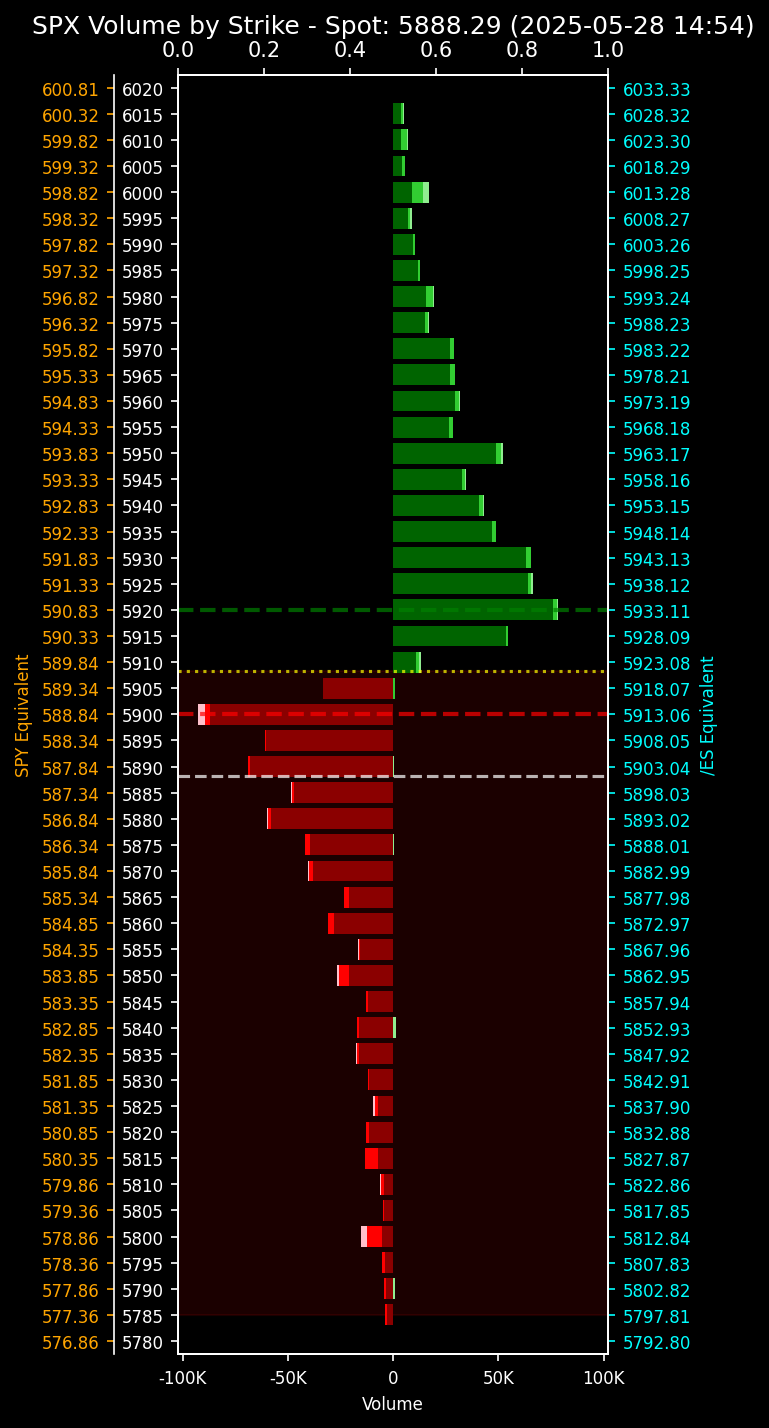 SPX Volume by Strike - Spot: 5888.29 (2025-05-28 14:54)
0.0 0.2 0.4 0.6 0.8 1.0
600.81 6020 6033.33
600.32 6015 6028.32
599.82 6010 6023.30
599.32 6005 6018.29
598.82 6000 6013.28
598.32 5995 6008.27
597.82 5990 6003.26
597.32 5985 5998.25
596.82 5980 5993.24
596.32 5975 5988.23
595.82 5970 5983.22
595.33 5965 5978.21
594.83 5960 5973.19
594.33 5955 5968.18
593.83 5950 5963.17
593.33 5945 5958.16
592.83 5940 5953.15
592.33 5935 5948.14
591.83 5930 5943.13
591.33 5925 5938.12
590.83 5920 5933.11
590.33 5915 5928.09
589.84 5910 5923.08
589.34 5905 5918.07
588.84 5900 5913.06
588.34 5895 5908.05
587.84 5890 5903.04
587.34 5885 5898.03
586.84 5880 5893.02
586.34 5875 5888.01
585.84 5870 5882.99
585.34 5865 5877.98
584.85 5860 5872.97
584.35 5855 5867.96
583.85 5850 5862.95
583.35 5845 5857.94
582.85 5840 5852.93
582.35 5835 5847.92
581.85 5830 5842.91
581.35 5825 5837.90
580.85 5820 5832.88
580.35 5815 5827.87
579.86 5810 5822.86
579.36 5805 5817.85
578.86 5800 5812.84
578.36 5795 5807.83
577.86 5790 5802.82
577.36 5785 5797.81
576.86 5780 5792.80
SPY Equivalent
/ES Equivalent
-100K -50K 0 50K 100K
Volume